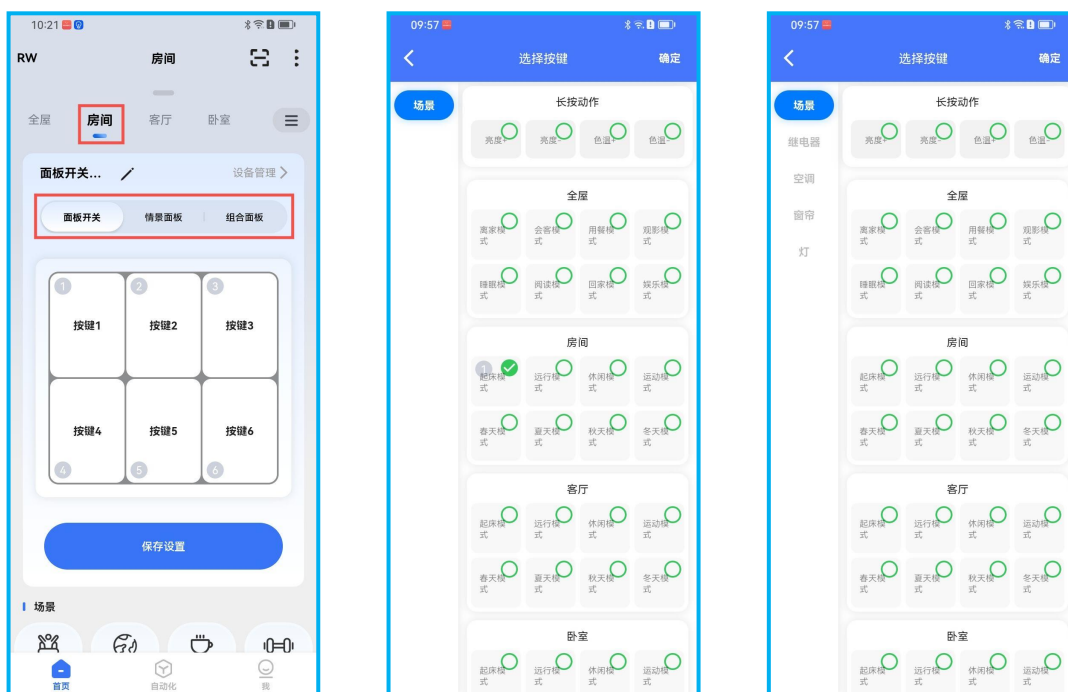 10:21
RW
房间
全屋
房间
客厅
卧室
面板开关...
设备管理
面板开关
情景面板
组合面板
1
2
3
按键1
按键2
按键3
按键4
按键5
按键6
4
5
6
保存设置
场景
首页
自动化
我
09:57
选择按键
确定
场景
长按动作
亮度+
亮度-
色温+
色温-
全屋
离家模式
会客模式
用餐模式
观影模式
睡眠模式
阅读模式
回家模式
娱乐模式
房间
1
起床模式
远行模式
休闲模式
运动模式
春天模式
夏天模式
秋天模式
冬天模式
客厅
起床模式
远行模式
休闲模式
运动模式
春天模式
夏天模式
秋天模式
冬天模式
卧室
起床模式
远行模式
休闲模式
运动模式
09:57
选择按键
确定
场景
继电器
空调
窗帘
灯
长按动作
亮度+
亮度-
色温+
色温-
全屋
离家模式
会客模式
用餐模式
观影模式
睡眠模式
阅读模式
回家模式
娱乐模式
房间
起床模式
远行模式
休闲模式
运动模式
春天模式
夏天模式
秋天模式
冬天模式
客厅
起床模式
远行模式
休闲模式
运动模式
春天模式
夏天模式
秋天模式
冬天模式
卧室
起床模式
远行模式
休闲模式
运动模式